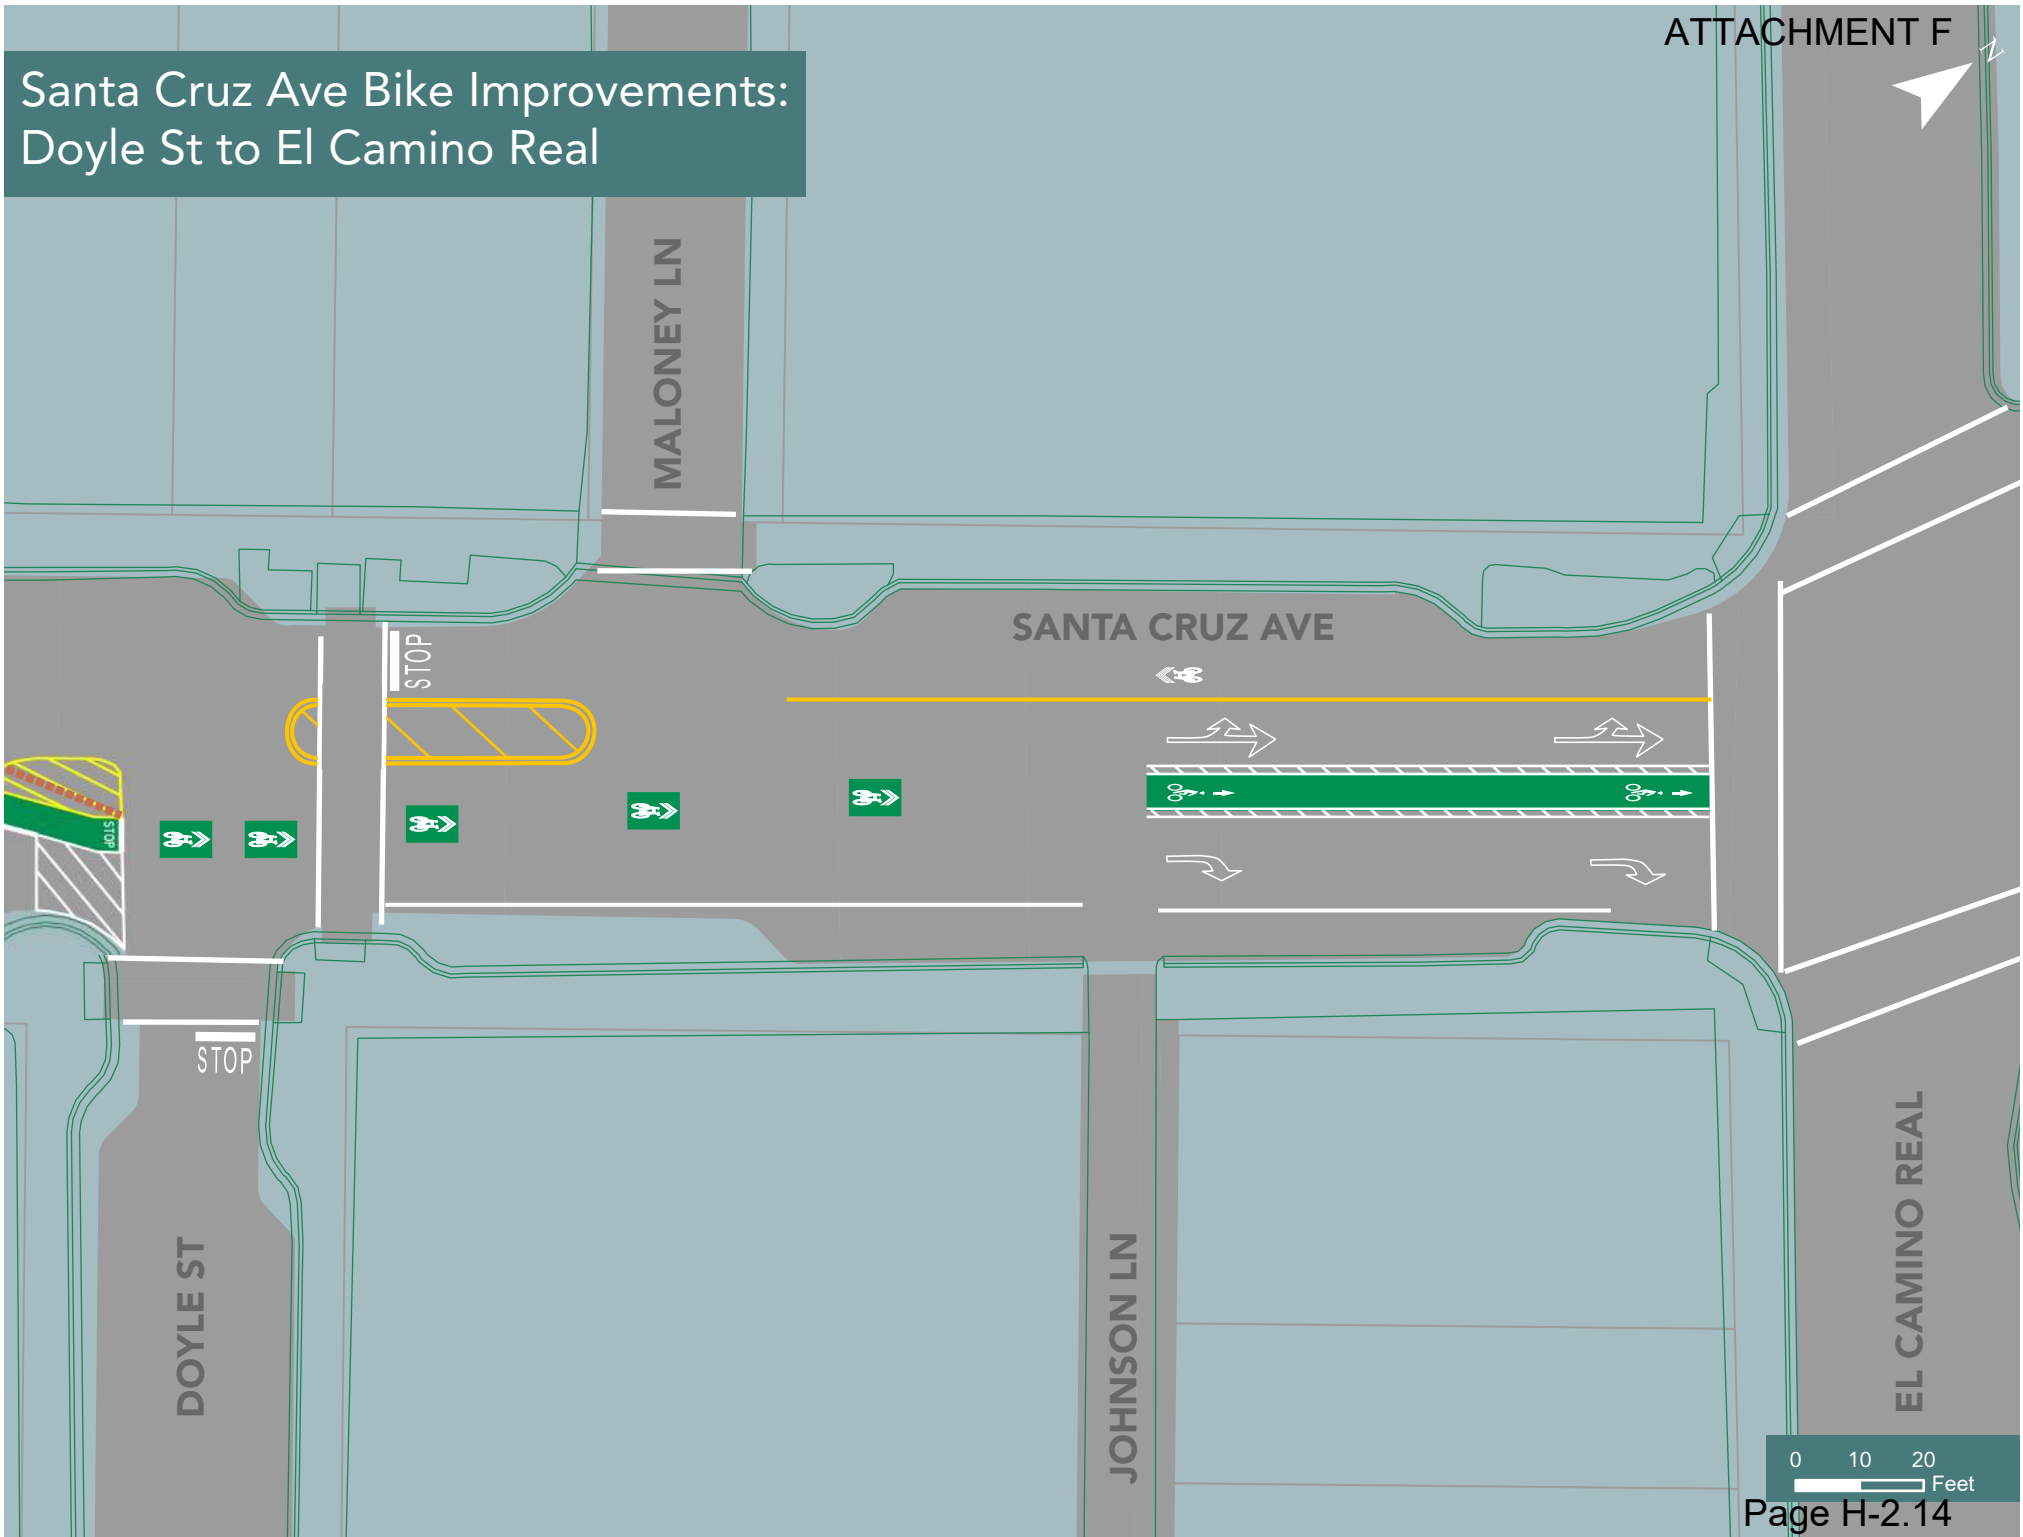 ATTACHMENT F
N
Santa Cruz Ave Bike Improvements:
Doyle St to El Camino Real
MALONEY LN
SANTA CRUZ AVE
STOP
STOP
STOP
DOYLE ST
JOHNSON LN
EL CAMINO REAL
0 10 20
Feet
Page H-2.14